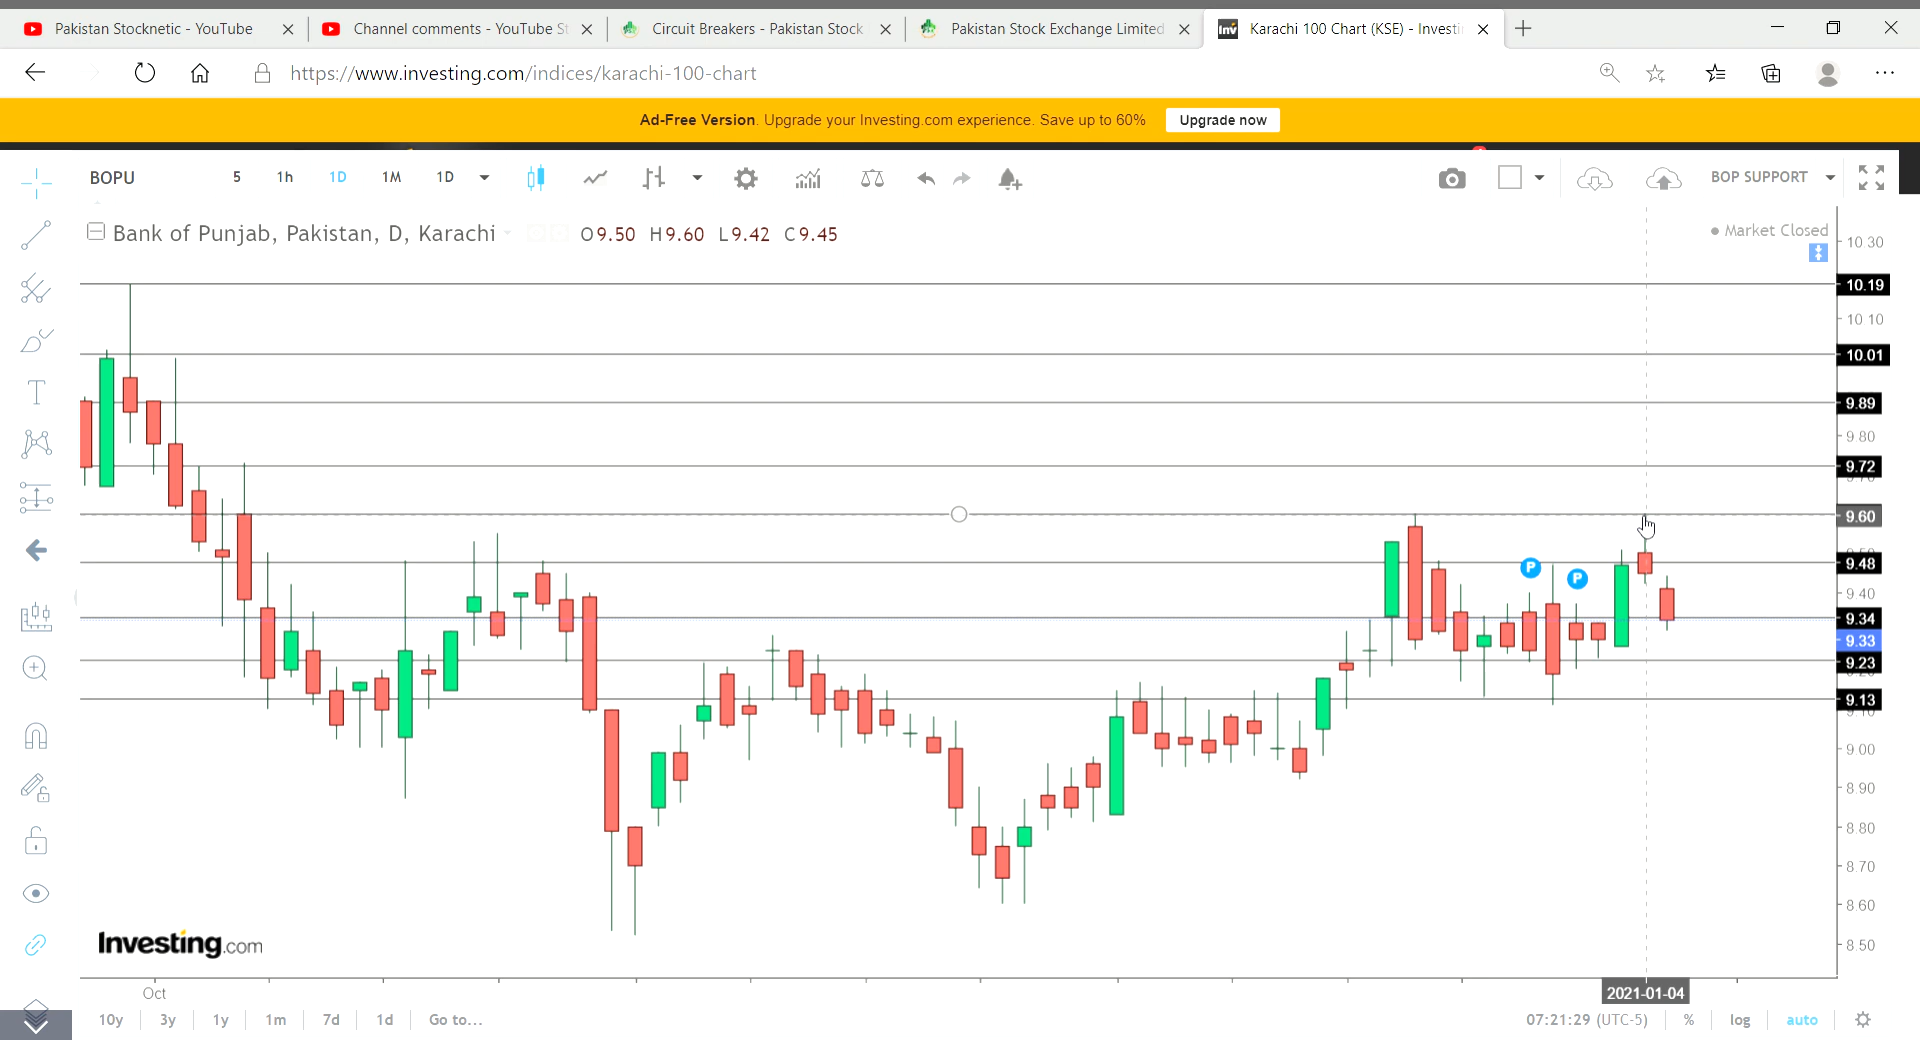 Pakistan Stocknetic - YouTube
Channel comments - YouTube St
Circuit Breakers - Pakistan Stock
Pakistan Stock Exchange Limited
Inv
Karachi 100 Chart (KSE) - Investin
https://www.investing.com/indices/karachi-100-chart
Ad-Free Version. Upgrade your Investing.com experience. Save up to 60%
Upgrade now
BOPU
5
1h
1D
1M
1D
BOP SUPPORT
Bank of Punjab, Pakistan, D, Karachi
O9.50 H9.60 L9.42 C9.45
Market Closed
10.30
10.19
10.10
10.01
9.89
9.80
9.72
9.60
9.48
9.40
9.34
9.33
9.23
9.13
9.00
8.90
8.80
8.70
8.60
8.50
P
P
T
Investing.com
Oct
2021-01-04
10y
3y
1y
1m
7d
1d
Go to...
07:21:29 (UTC-5)
%
log
auto